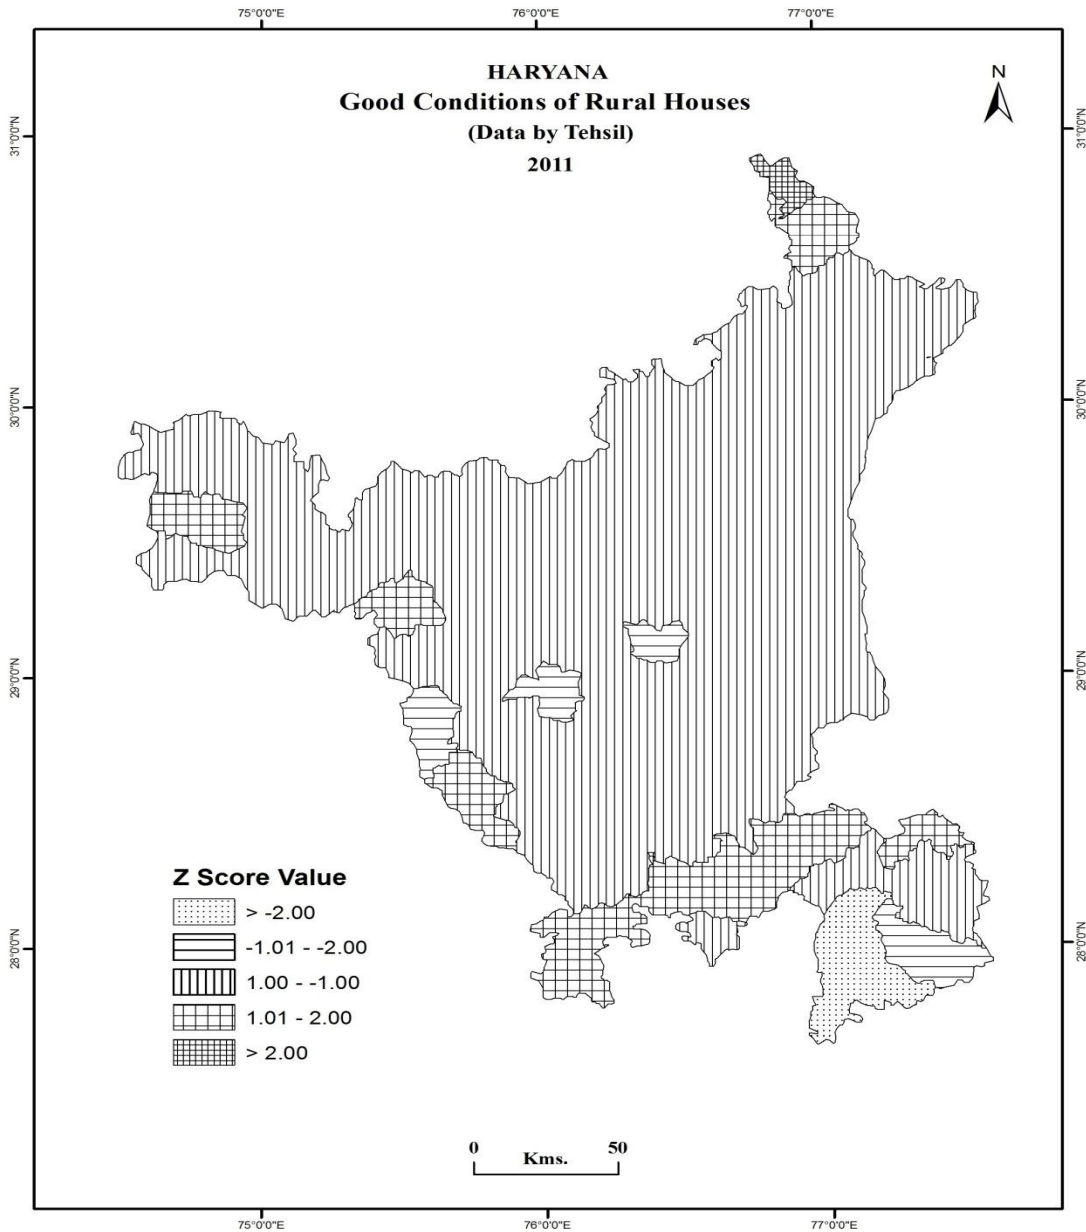 75°0'0"E 76°0'0"E 77°0'0"E
HARYANA
Good Conditions of Rural Houses
(Data by Tehsil)
2011
N
31°0'0"N 31°0'0"N
30°0'0"N 30°0'0"N
29°0'0"N 29°0'0"N
28°0'0"N 28°0'0"N
Z Score Value
> -2.00
-1.01 - -2.00
1.00 - -1.00
1.01 - 2.00
> 2.00
0 50
Kms.
75°0'0"E 76°0'0"E 77°0'0"E